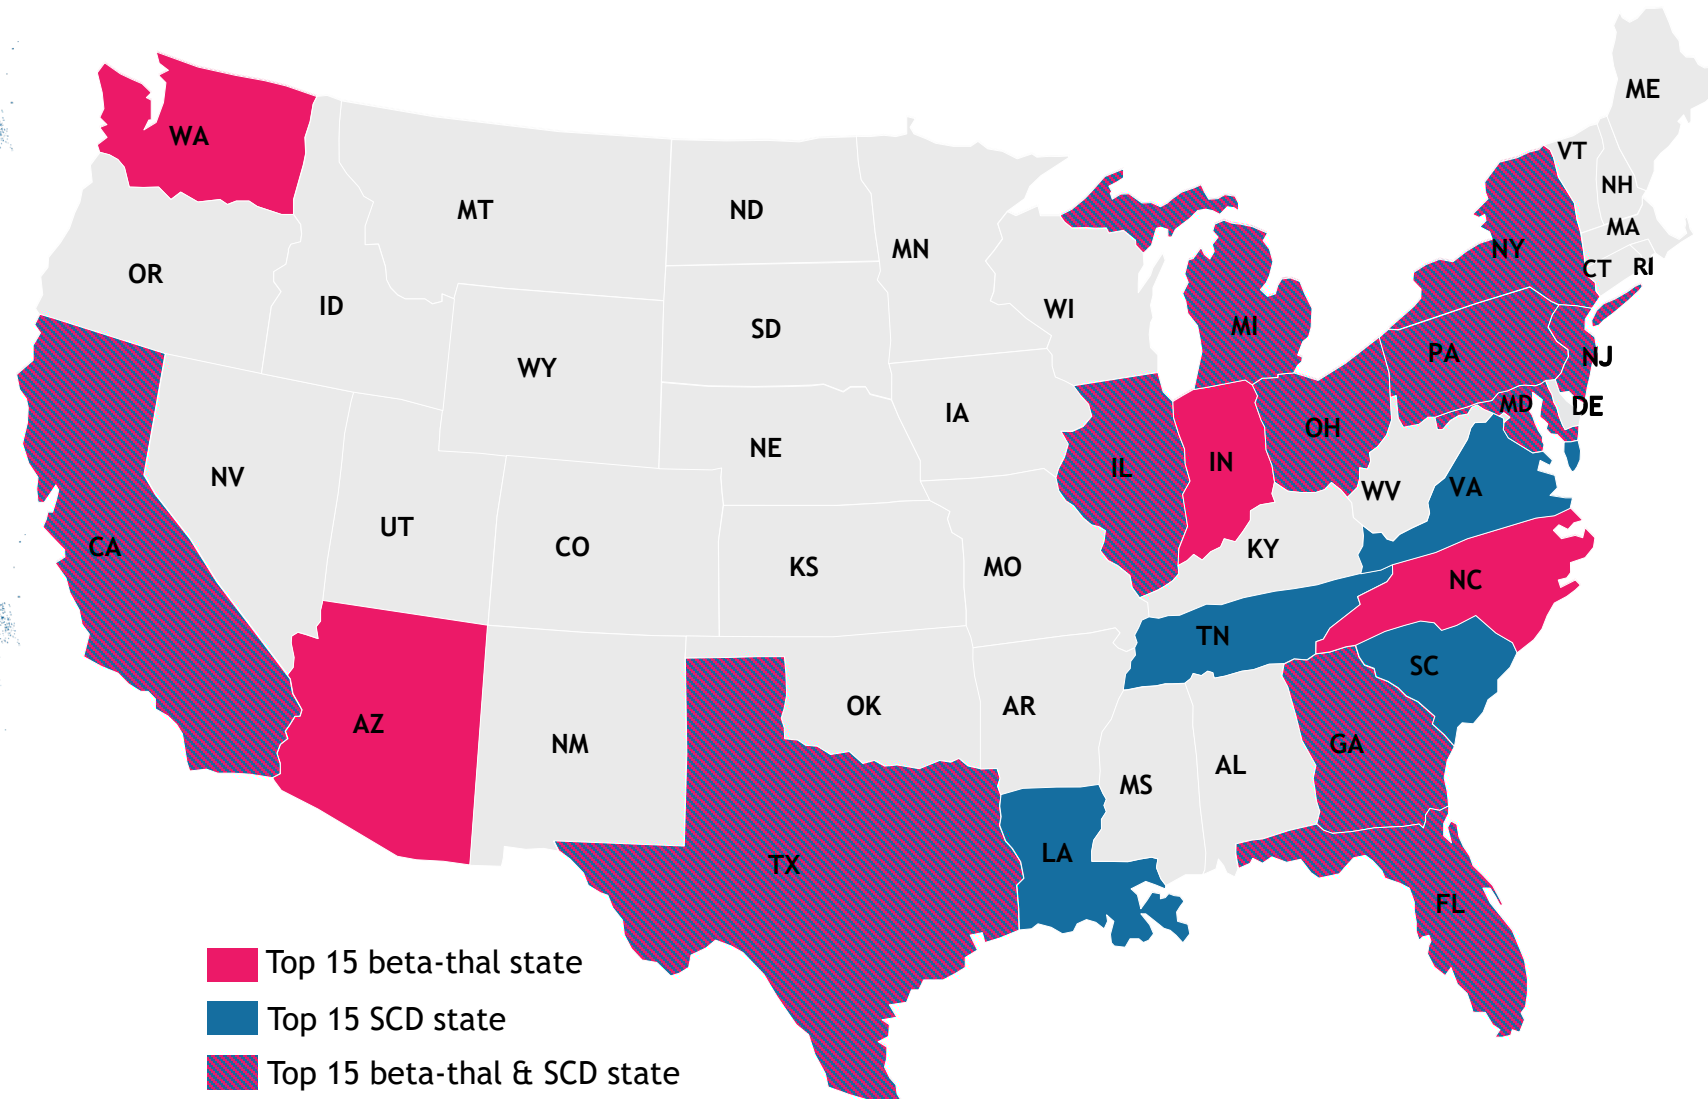 ME
WA
VT
NH
MT
ND
MA
MN
NY
OR
CT
RI
ID
WI
SD
MI
PA
NJ
WY
IA
MD
DE
OH
NE
IL
IN
NV
WV
VA
UT
CO
CA
KY
KS
MO
NC
TN
SC
OK
AR
AZ
NM
GA
AL
MS
LA
TX
FL
Top 15 beta-thal state
Top 15 SCD state
Top 15 beta-thal & SCD state